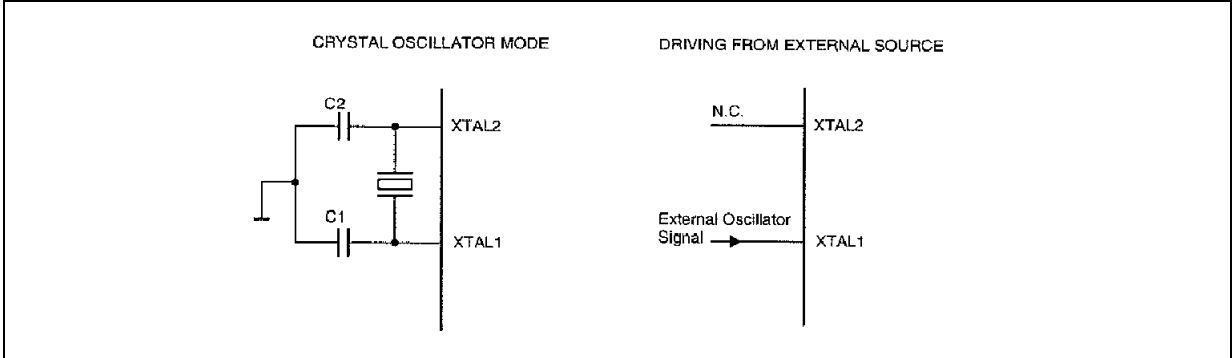 CRYSTAL OSCILLATOR MODE
C2
XTAL2
C1
XTAL1
DRIVING FROM EXTERNAL SOURCE
N.C.
XTAL2
External Oscillator
Signal
XTAL1